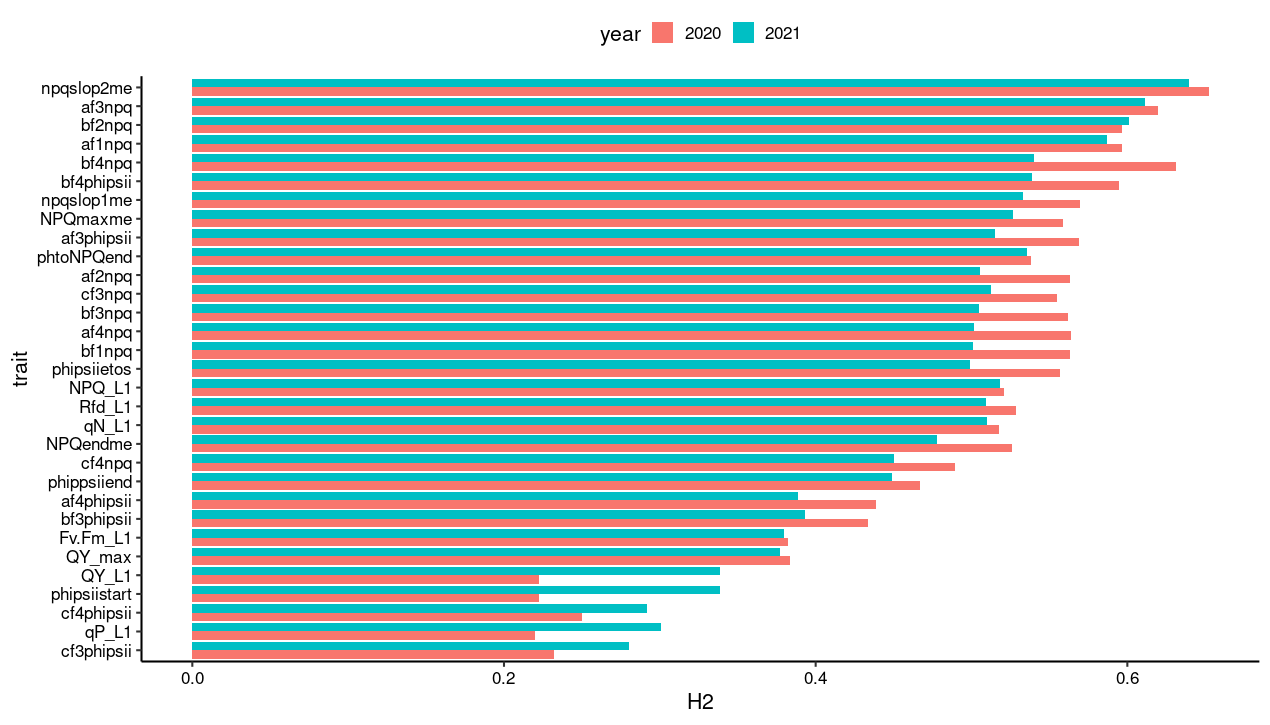 year 2020 2021
npqslop2me
af3npq
bf2npq
af1npq
bf4npq
bf4phipsii
npqslop1me
NPQmaxme
af3phipsii
phtoNPQend
af2npq
cf3npq
bf3npq
af4npq
bf1npq
phipsiietos
NPQ_L1
Rfd_L1
qN_L1
NPQendme
cf4npq
phippsiiend
af4phipsii
bf3phipsii
Fv.Fm_L1
QY_max
QY_L1
phipsiistart
cf4phipsii
qP_L1
cf3phipsii
trait
0.0 0.2 0.4 0.6
H2